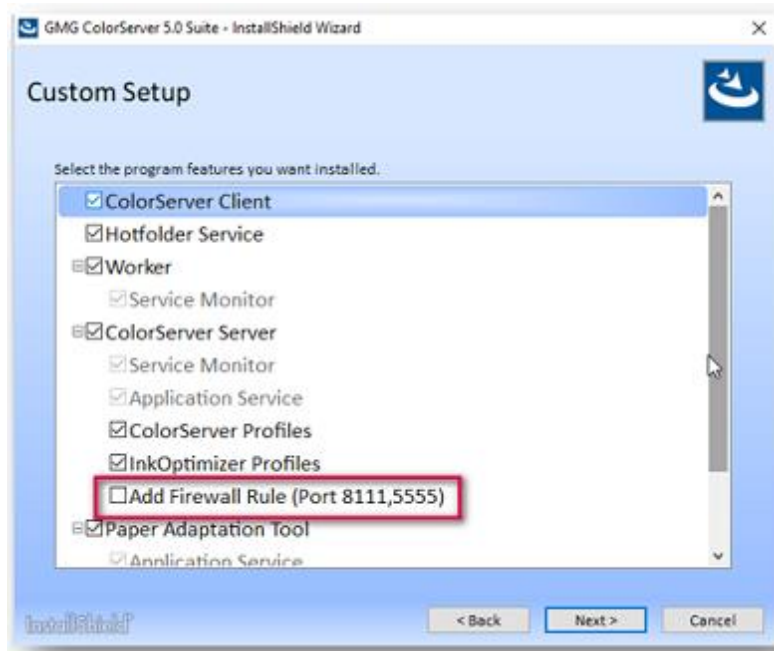 GMG ColorServer 5.0 Suite - InstallShield Wizard
Custom Setup
Select the program features you want installed.
ColorServer Client
Hotfolder Service
Worker
Service Monitor
ColorServer Server
Service Monitor
Application Service
ColorServer Profiles
InkOptimizer Profiles
Add Firewall Rule (Port 8111,5555)
Paper Adaptation Tool
Application Service
InstallShield
< Back Next > Cancel